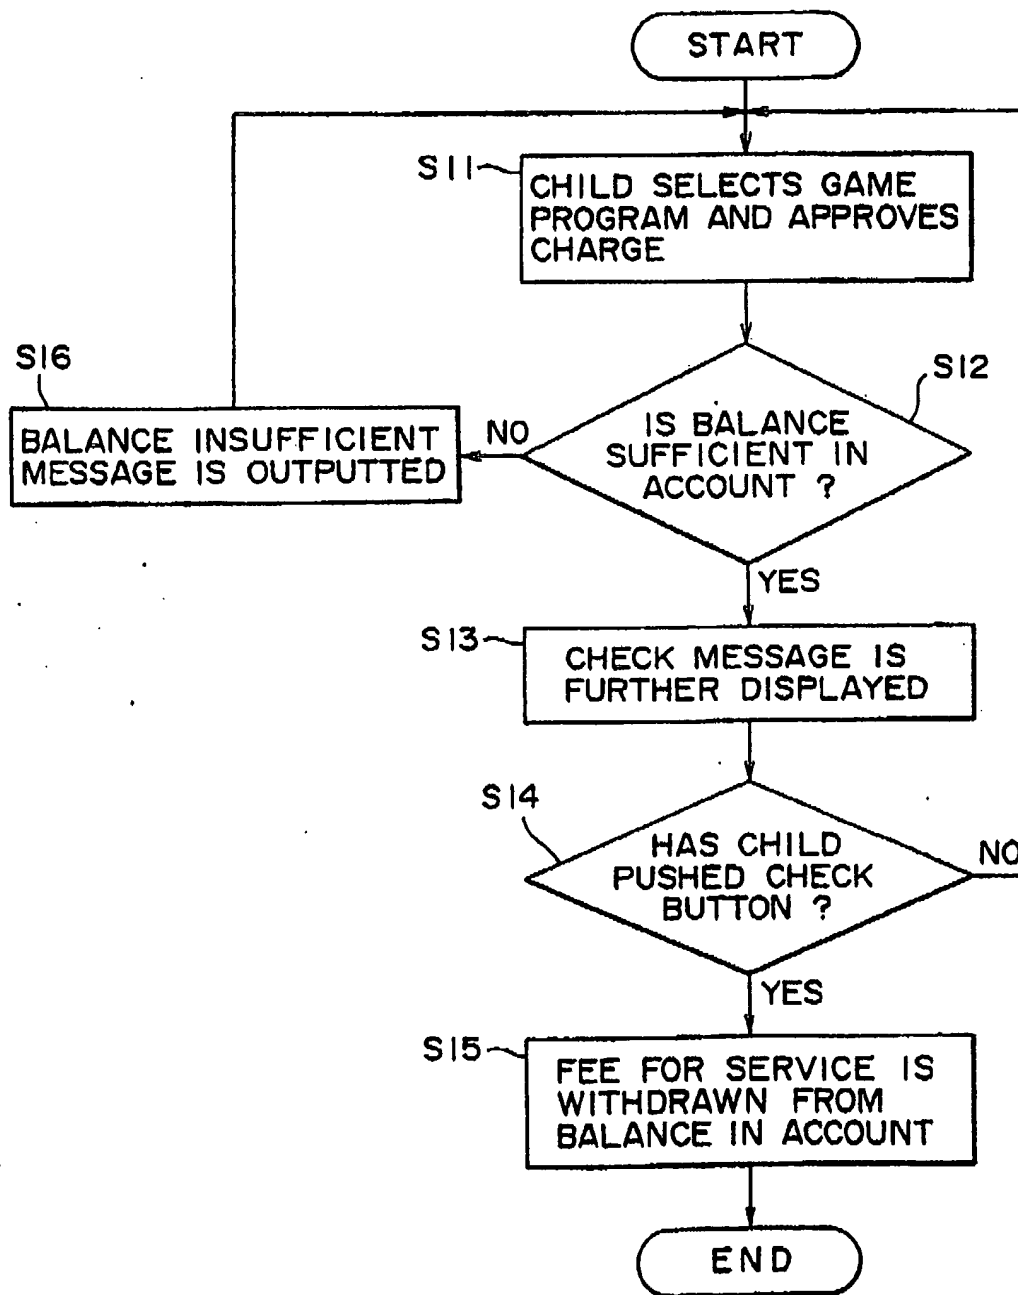 START
S11
CHILD SELECTS GAME
PROGRAM AND APPROVES
CHARGE
S16
S12
BALANCE INSUFFICIENT
MESSAGE IS OUTPUTTED
NO
IS BALANCE
SUFFICIENT IN
ACCOUNT ?
YES
S13
CHECK MESSAGE IS
FURTHER DISPLAYED
S14
HAS CHILD
PUSHED CHECK
BUTTON ?
NO
YES
S15
FEE FOR SERVICE IS
WITHDRAWN FROM
BALANCE IN ACCOUNT
END